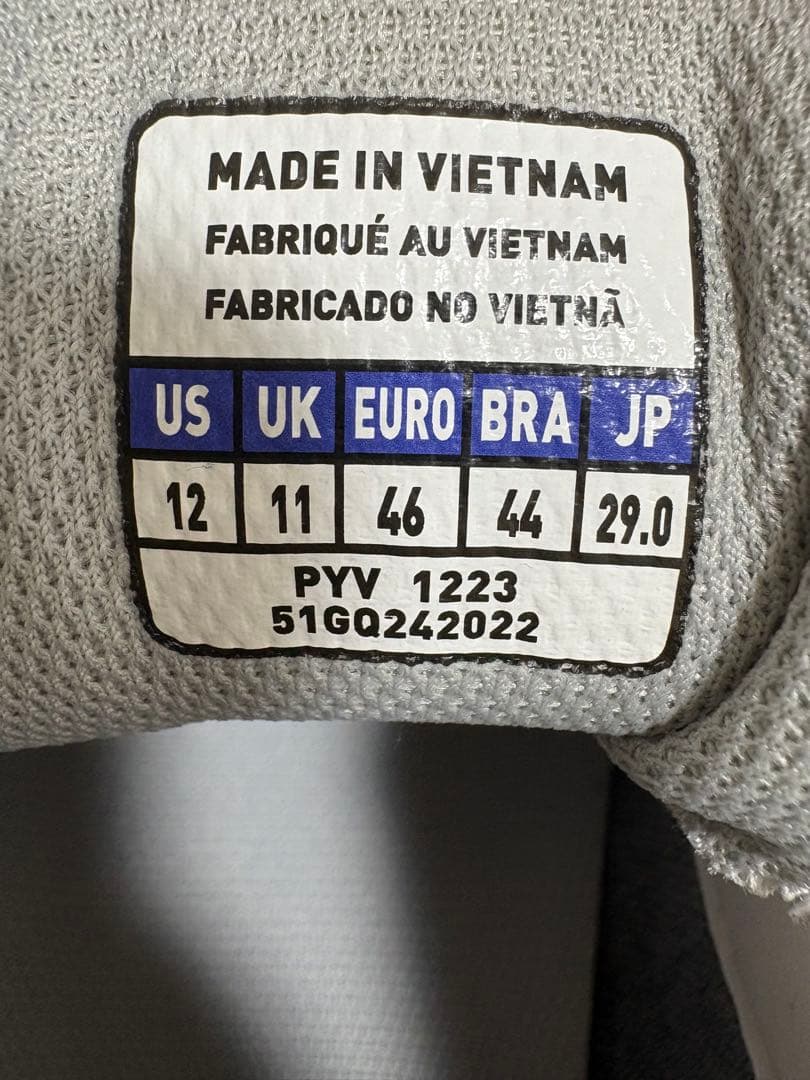 MADE IN VIETNAM
FABRIQUÉ AU VIETNAM
FABRICADO NO VIETNÃ
US UK EURO BRA JP
12 11 46 44 29.0
PYV 1223
51GQ242022